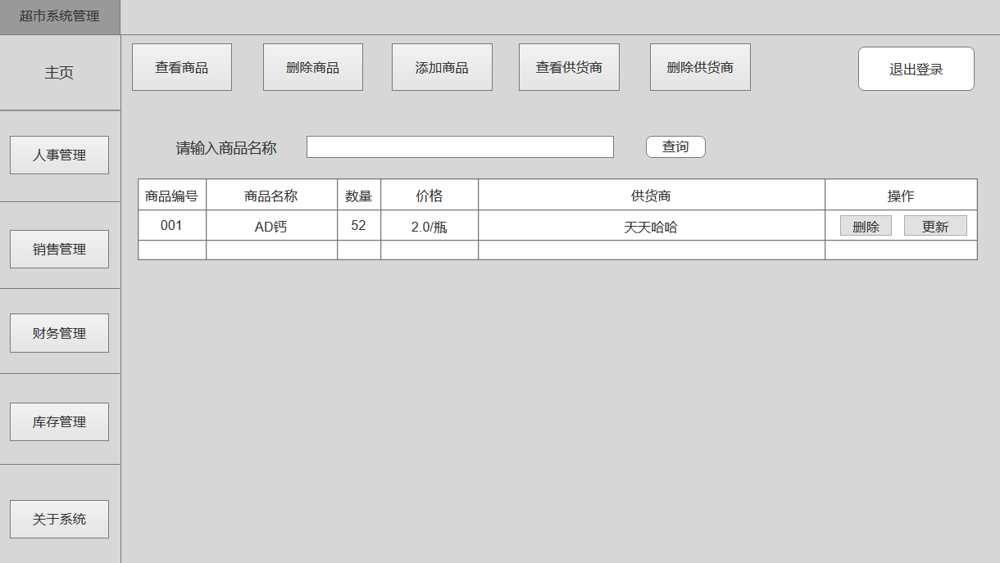 超市系统管理
主页
查看商品 删除商品 添加商品 查看供货商 删除供货商 退出登录
人事管理
请输入商品名称 查询
商品编号 商品名称 数量 价格 供货商 操作
001 AD钙 52 2.0/瓶 天天哈哈 删除 更新
销售管理
财务管理
库存管理
关于系统